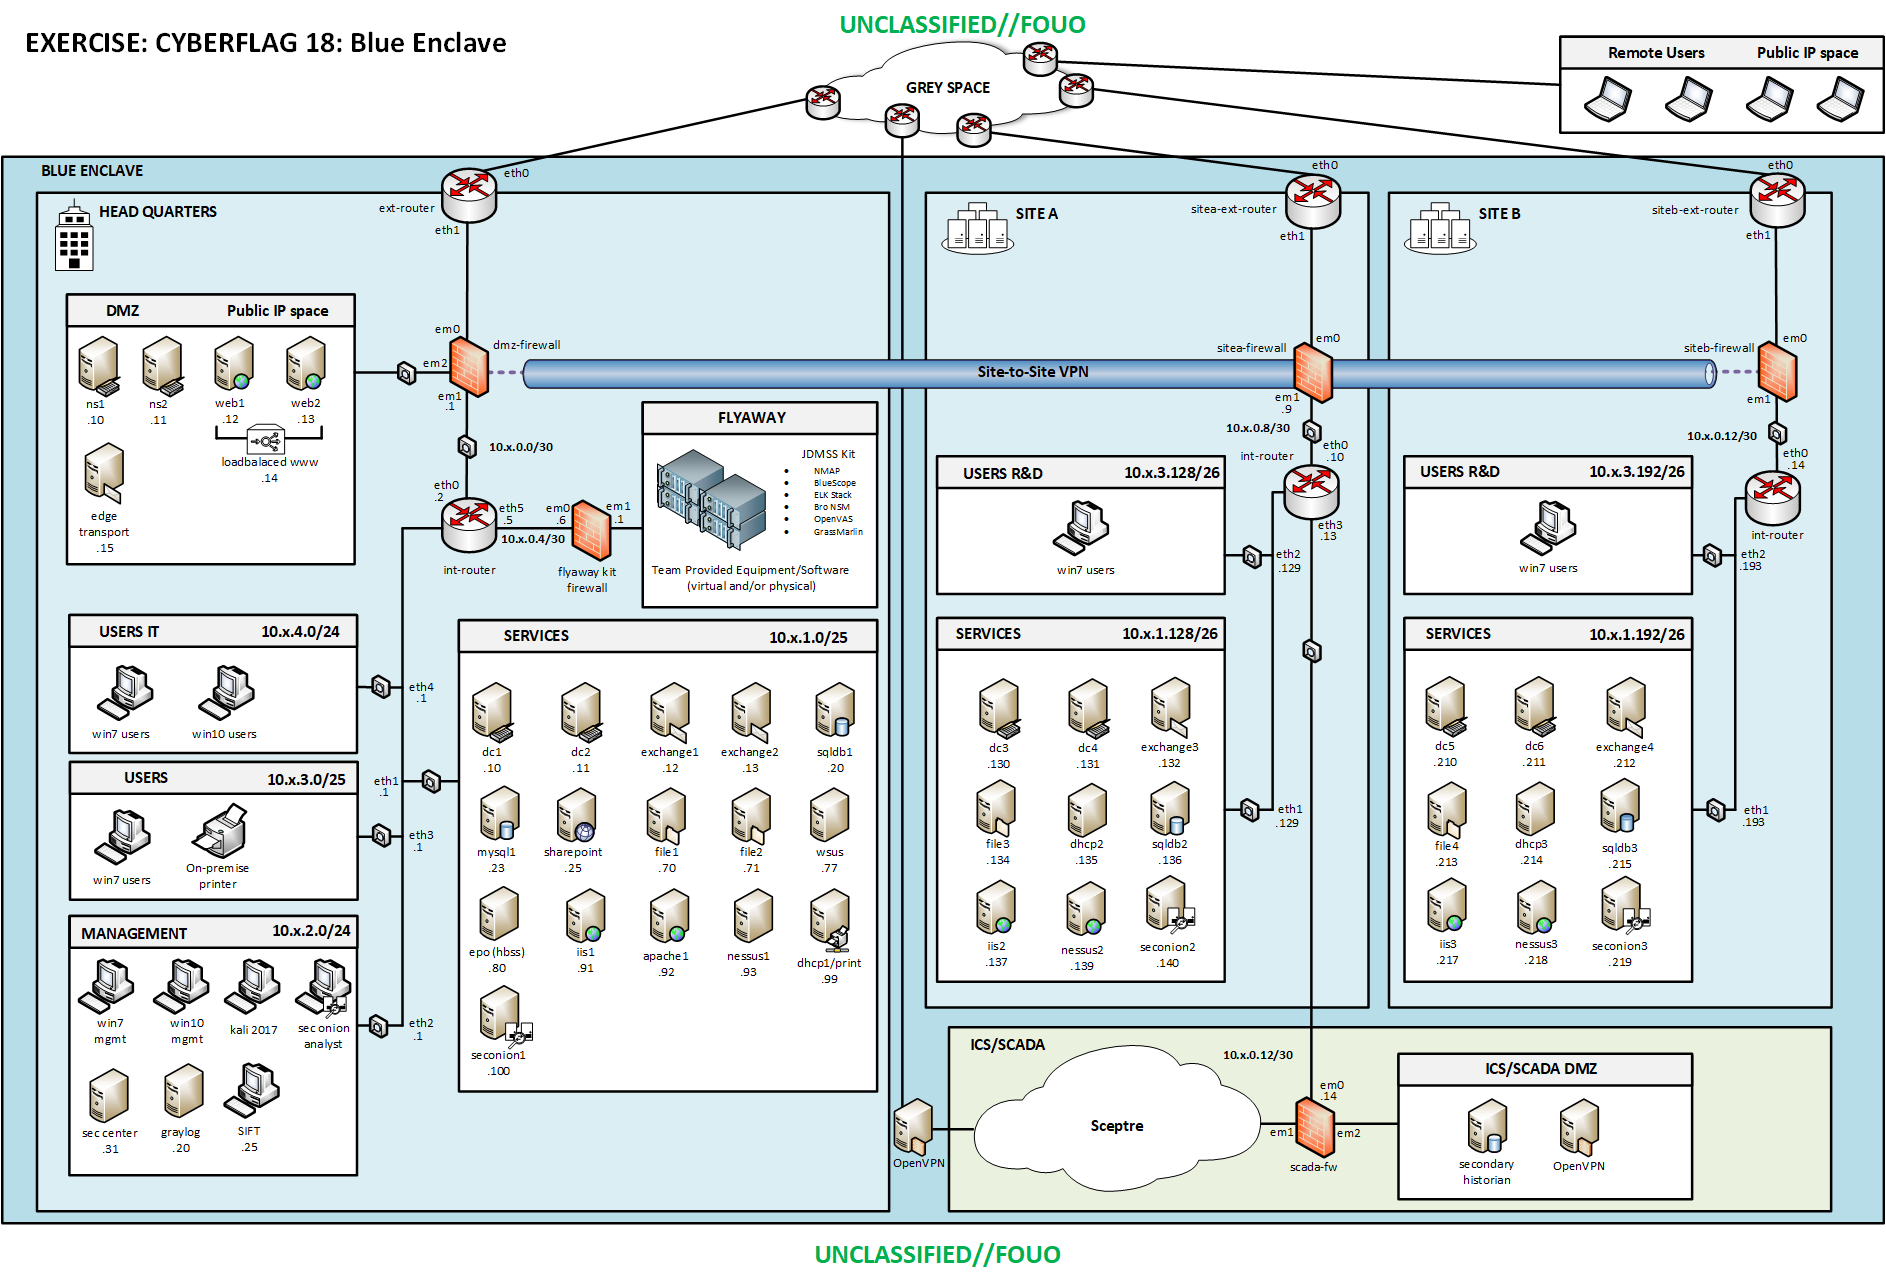 UNCLASSIFIED//FOUO
EXERCISE: CYBERFLAG 18: Blue Enclave
GREY SPACE
Remote Users Public IP space
BLUE ENCLAVE
HEAD QUARTERS
ext-router
eth0
eth1
DMZ Public IP space
ns1
.10
ns2
.11
web1
.12
web2
.13
loadbalaced www
.14
edge
transport
.15
em0
dmz-firewall
em2
em1
.1
Site-to-Site VPN
10.x.0.0/30
eth0
.2
int-router
eth5
.5
10.x.0.4/30
em0
.6
em1
.1
flyaway kit
firewall
FLYAWAY
JDMSS Kit
• NMAP
• BlueScope
• ELK Stack
• Bro NSM
• OpenVAS
• GrassMarlin
Team Provided Equipment/Software
(virtual and/or physical)
USERS IT 10.x.4.0/24
win7 users
win10 users
eth4
.1
USERS 10.x.3.0/25
win7 users
On-premise
printer
eth1
.1
eth3
.1
MANAGEMENT 10.x.2.0/24
win7
mgmt
win10
mgmt
kali 2017
sec onion
analyst
sec center
.31
graylog
.20
SIFT
.25
eth2
.1
SERVICES 10.x.1.0/25
dc1
.10
dc2
.11
exchange1
.12
exchange2
.13
sqldb1
.20
mysql1
.23
sharepoint
.25
file1
.70
file2
.71
wsus
.77
epo (hbss)
.80
iis1
.91
apache1
.92
nessus1
.93
dhcp1/print
.99
seconion1
.100
SITE A
eth0
sitea-ext-router
eth1
sitea-firewall
em0
em1
.9
10.x.0.8/30
eth0
.10
int-router
eth3
.13
USERS R&D 10.x.3.128/26
win7 users
eth2
.129
SERVICES 10.x.1.128/26
dc3
.130
dc4
.131
exchange3
.132
file3
.134
dhcp2
.135
sqldb2
.136
iis2
.137
nessus2
.139
seconion2
.140
eth1
.129
SITE B
eth0
siteb-ext-router
eth1
siteb-firewall
em0
em1
10.x.0.12/30
eth0
.14
int-router
USERS R&D 10.x.3.192/26
win7 users
eth2
.193
SERVICES 10.x.1.192/26
dc5
.210
dc6
.211
exchange4
.212
file4
.213
dhcp3
.214
sqldb3
.215
iis3
.217
nessus3
.218
seconion3
.219
eth1
.193
ICS/SCADA
OpenVPN
Sceptre
10.x.0.12/30
em0
.14
em1
em2
scada-fw
ICS/SCADA DMZ
secondary
historian
OpenVPN
UNCLASSIFIED//FOUO